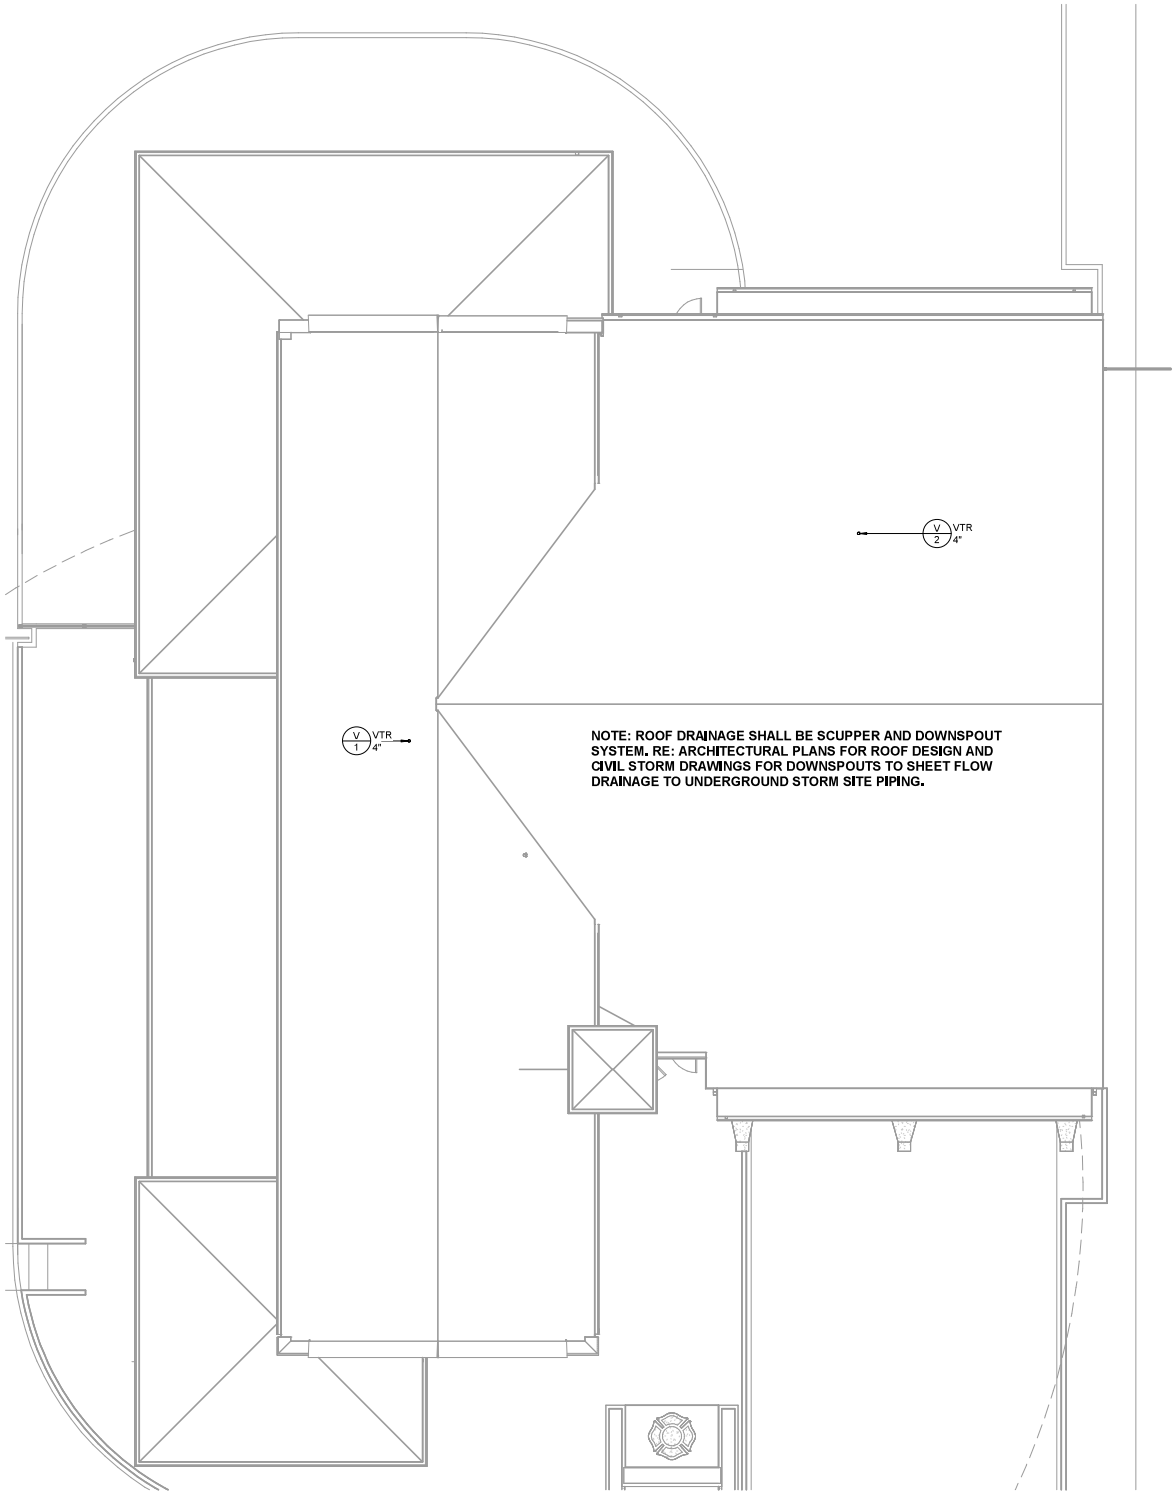 V
2
VTR
4"
V
1
VTR
4"
NOTE: ROOF DRAINAGE SHALL BE SCUPPER AND DOWNSPOUT
SYSTEM. RE: ARCHITECTURAL PLANS FOR ROOF DESIGN AND
CIVIL STORM DRAWINGS FOR DOWNSPOUTS TO SHEET FLOW
DRAINAGE TO UNDERGROUND STORM SITE PIPING.